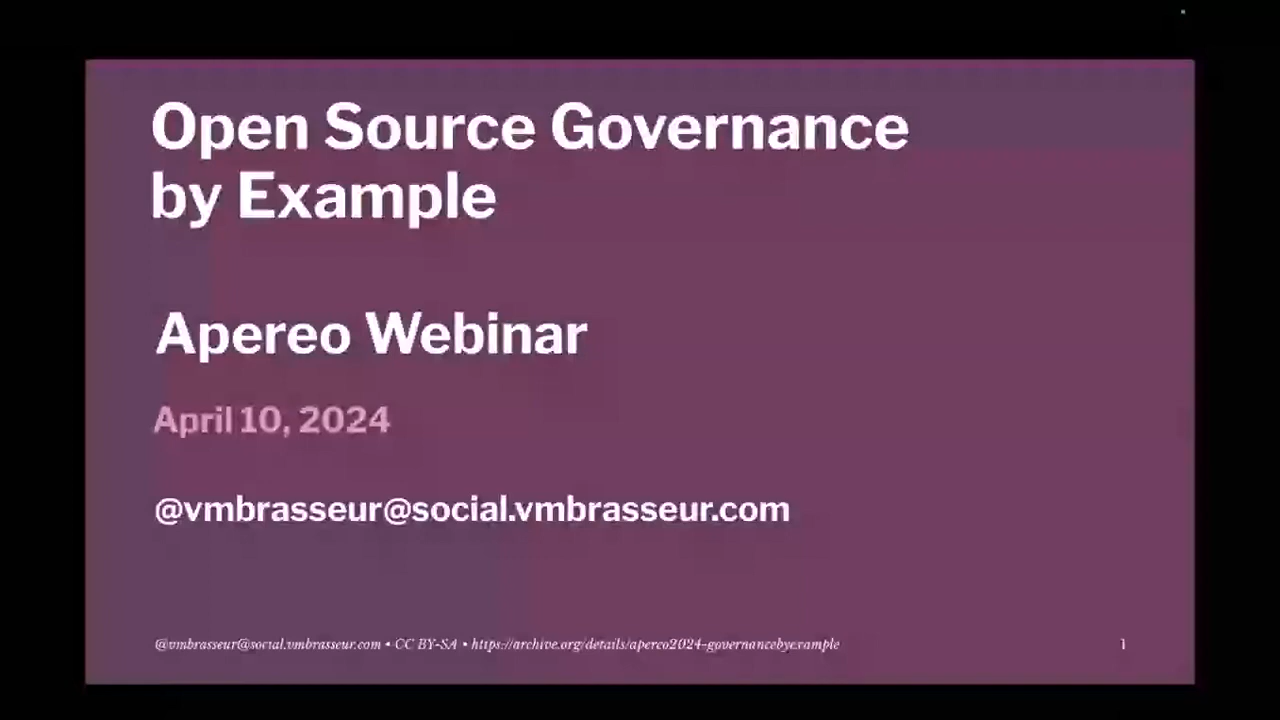 Open Source Governance
by Example
Apereo Webinar
April 10, 2024
@vmbrasseur@social.vmbrasseur.com
@vmbrasseur@social.vmbrasseur.com • CC BY-SA • https://archive.org/details/apereo2024-governancebyexample
1